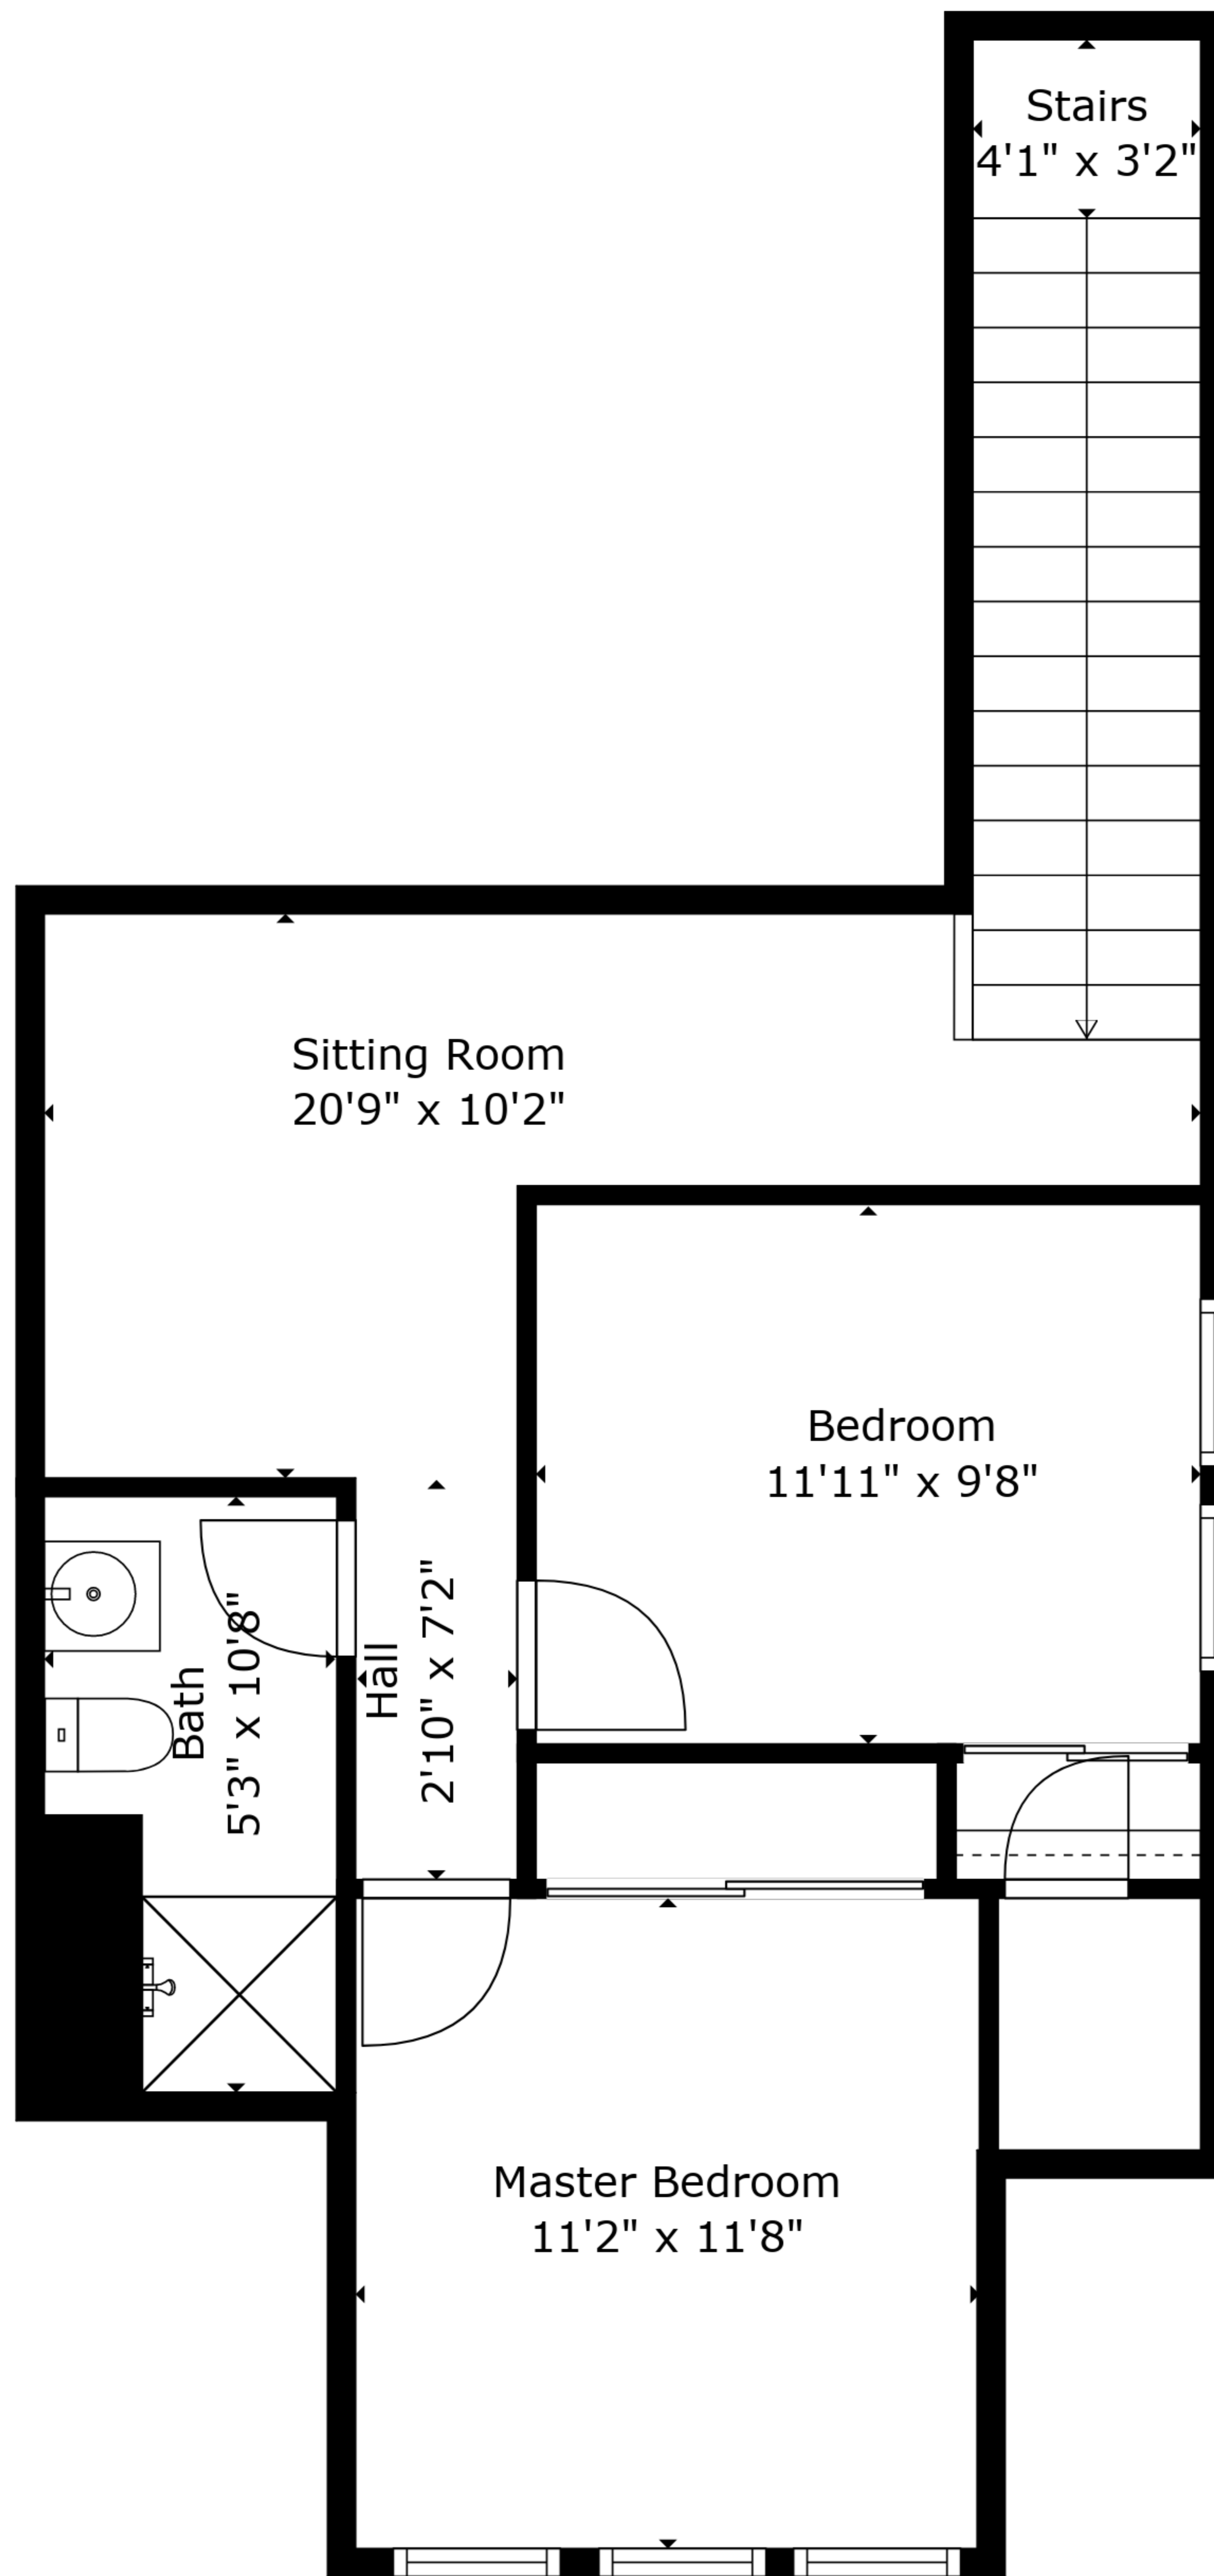 Stairs
4'1" x 3'2"
Sitting Room
20'9" x 10'2"
Bedroom
11'11" x 9'8"
Bath
5'3" x 10'8"
Hall
2'10" x 7'2"
Master Bedroom
11'2" x 11'8"